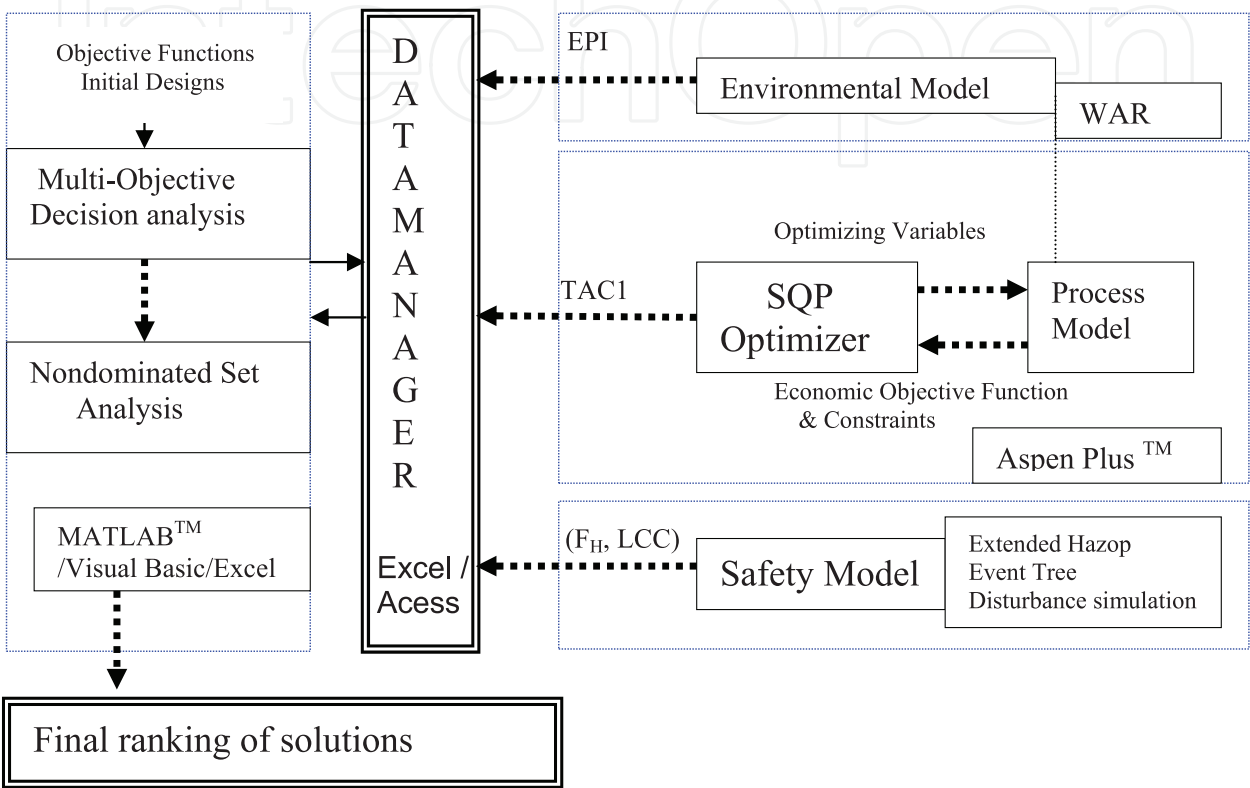 IntechOpen
Objective Functions
Initial Designs
Multi-Objective
Decision analysis
Nondominated Set
Analysis
MATLAB™
/Visual Basic/Excel
Final ranking of solutions
D
A
T
A
M
A
N
A
G
E
R
Excel /
Acess
EPI
Environmental Model
WAR
Optimizing Variables
TAC1
SQP
Optimizer
Process
Model
Economic Objective Function
& Constraints
Aspen Plus ™
(F_H, LCC)
Safety Model
Extended Hazop
Event Tree
Disturbance simulation